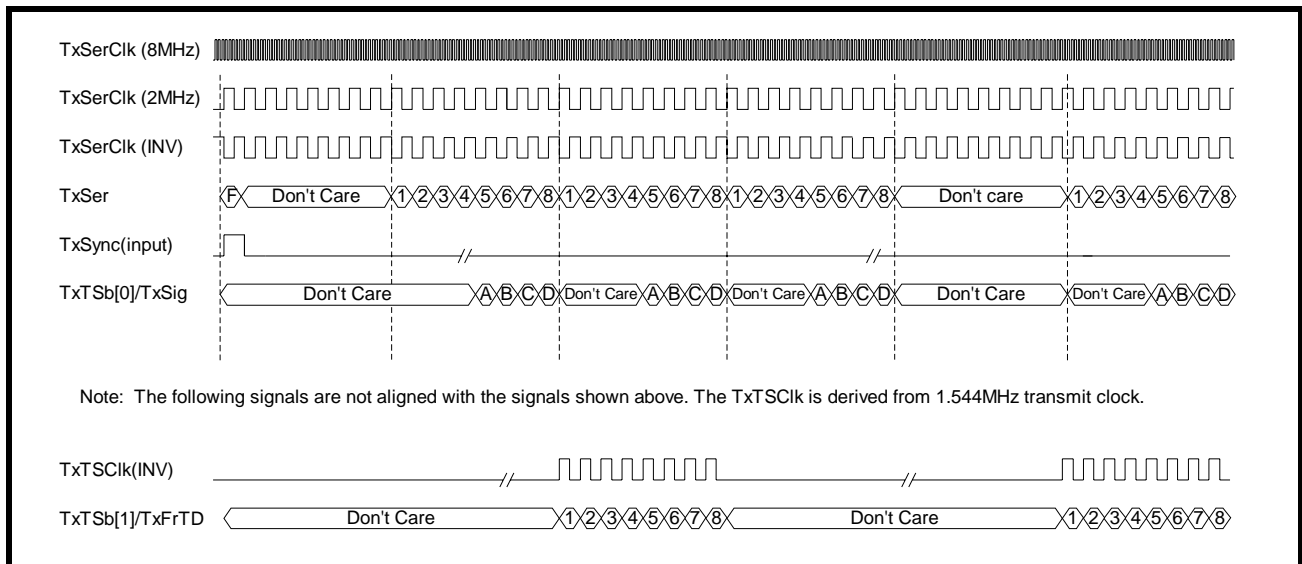 TxSerClk (8MHz)
TxSerClk (2MHz)
TxSerClk (INV)
TxSer F Don't Care 1 2 3 4 5 6 7 8 1 2 3 4 5 6 7 8 1 2 3 4 5 6 7 8 Don't care 1 2 3 4 5 6 7 8
TxSync(input)
TxTSb[0]/TxSig Don't Care A B C D Don't Care A B C D Don't Care A B C D Don't Care Don't Care A B C D
Note: The following signals are not aligned with the signals shown above. The TxTSClk is derived from 1.544MHz transmit clock.
TxTSClk(INV)
TxTSb[1]/TxFrTD Don't Care 1 2 3 4 5 6 7 8 Don't Care 1 2 3 4 5 6 7 8